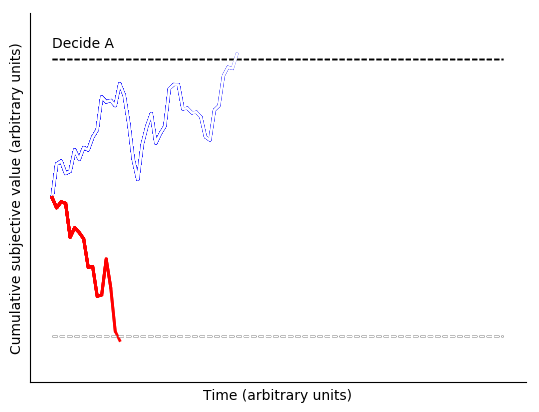 Decide A
Cumulative subjective value (arbitrary units)
Time (arbitrary units)